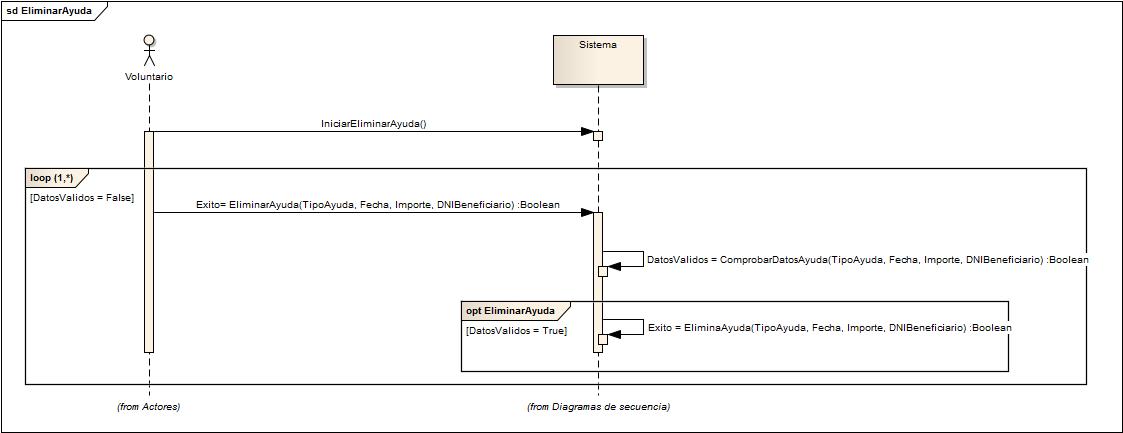 sd EliminarAyuda
Voluntario
Sistema
IniciarEliminarAyuda()
loop (1,*)
[DatosValidos = False]
Exito= EliminarAyuda(TipoAyuda, Fecha, Importe, DNIBeneficiario) :Boolean
DatosValidos = ComprobarDatosAyuda(TipoAyuda, Fecha, Importe, DNIBeneficiario) :Boolean
opt EliminarAyuda
[DatosValidos = True]
Exito = EliminaAyuda(TipoAyuda, Fecha, Importe, DNIBeneficiario) :Boolean
(from Actores)
(from Diagramas de secuencia)